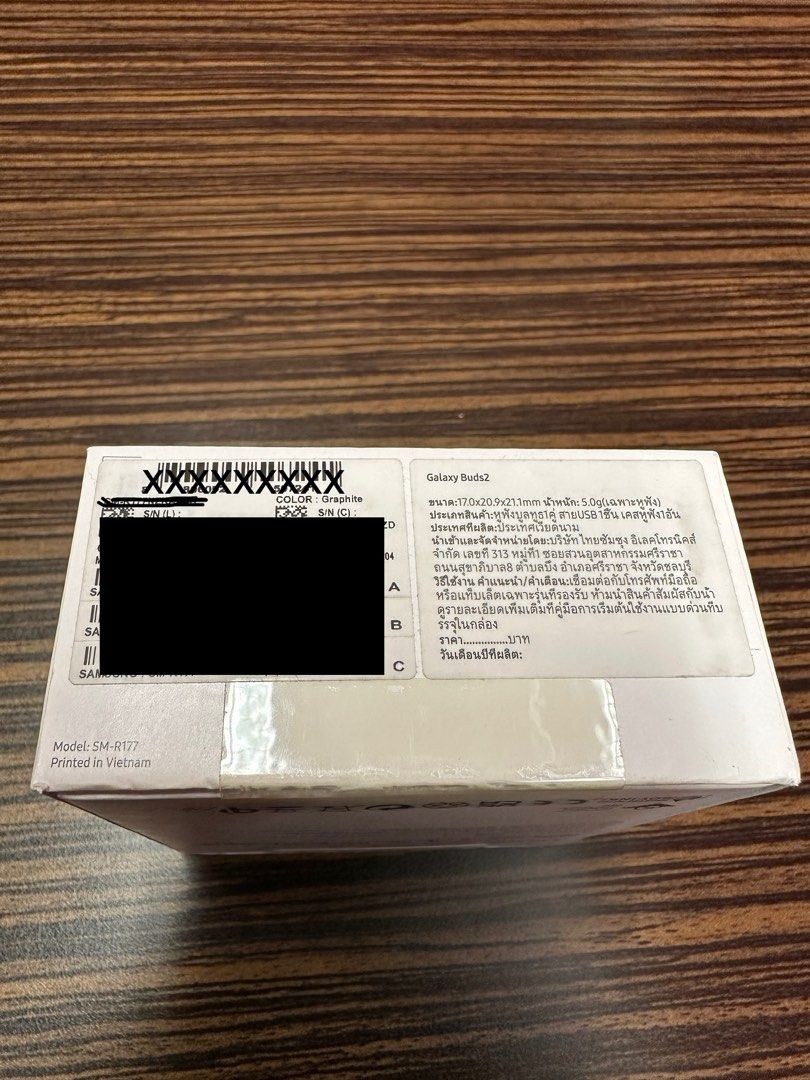 COLOR : Graphite
S/N (L) :
S/N (C) :
ZD
04
A
SA
B
SA
C
Galaxy Buds2
ขนาด:17.0x20.9x21.1mm น้ำหนัก: 5.0g(เฉพาะหูฟัง)
ประเภทสินค้า:หูฟังบูลทูธ1คู่ สายUSB1ชิ้น เคสหูฟัง1อัน
ประเทศที่ผลิต:ประเทศเวียดนาม
นำเข้าและจัดจำหน่ายโดย:บริษัท ไทยซัมซุง อิเลคโทรนิคส์
จำกัด เลขที่ 313 หมู่ที่1 ซอยสวนอุตสาหกรรมศรีราชา
ถนนสุขาภิบาล8 ตำบลบึง อำเภอศรีราชา จังหวัดชลบุรี
วิธีใช้งาน คำแนะนำ/คำเตือน:เชื่อมต่อกับโทรศัพท์มือถือ
หรือแท็บเล็ตเฉพาะรุ่นที่รองรับ ห้ามนำสินค้าสัมผัสกับน้ำ
ดูรายละเอียดเพิ่มเติมที่คู่มือการเริ่มต้นใช้งานแบบด่วนที่บ
รรจุในกล่อง
ราคา...............บาท
วันเดือนปีที่ผลิต:
Model: SM-R177
Printed in Vietnam